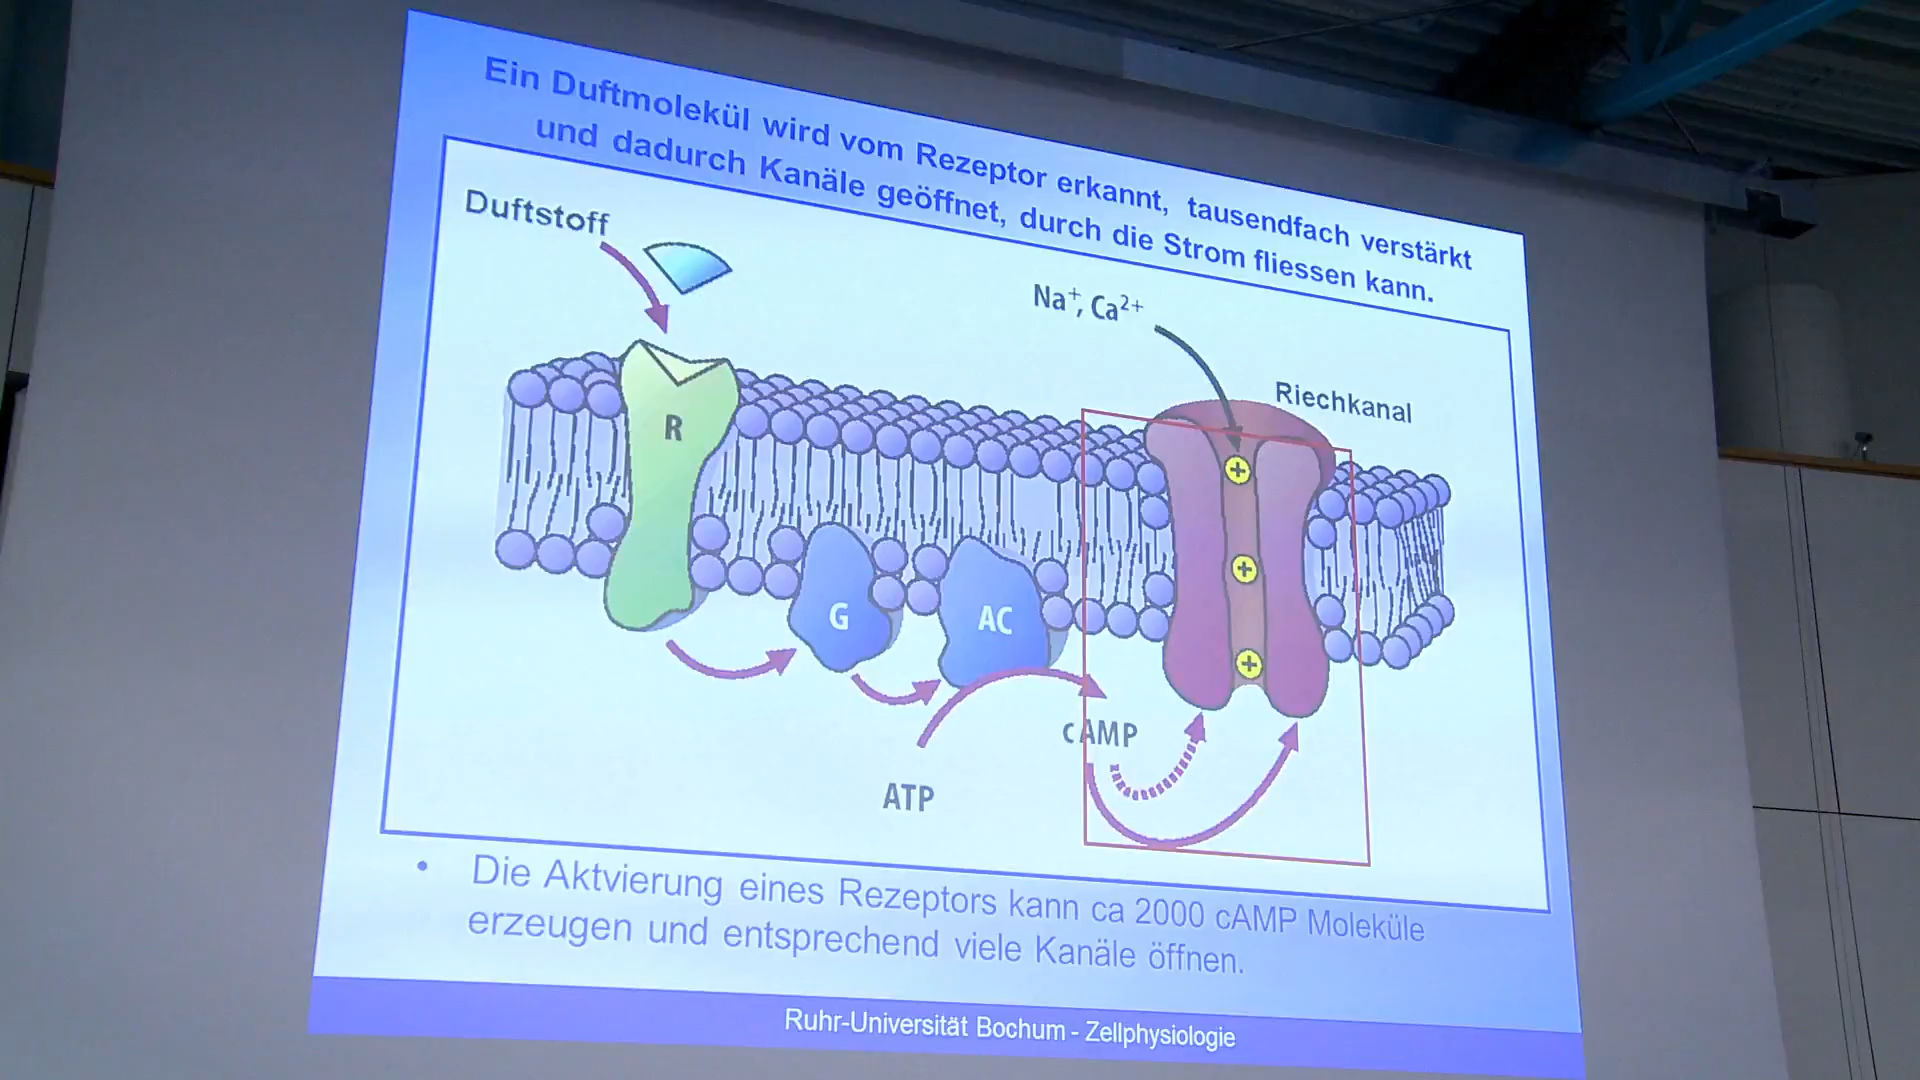 Ein Duftmolekül wird vom Rezeptor erkannt, tausendfach verstärkt
und dadurch Kanäle geöffnet, durch die Strom fliessen kann.
Duftstoff
Na⁺, Ca²⁺
Riechkanal
R
G
AC
+
+
+
cAMP
ATP
• Die Aktvierung eines Rezeptors kann ca 2000 cAMP Moleküle
erzeugen und entsprechend viele Kanäle öffnen.
Ruhr-Universität Bochum - Zellphysiologie